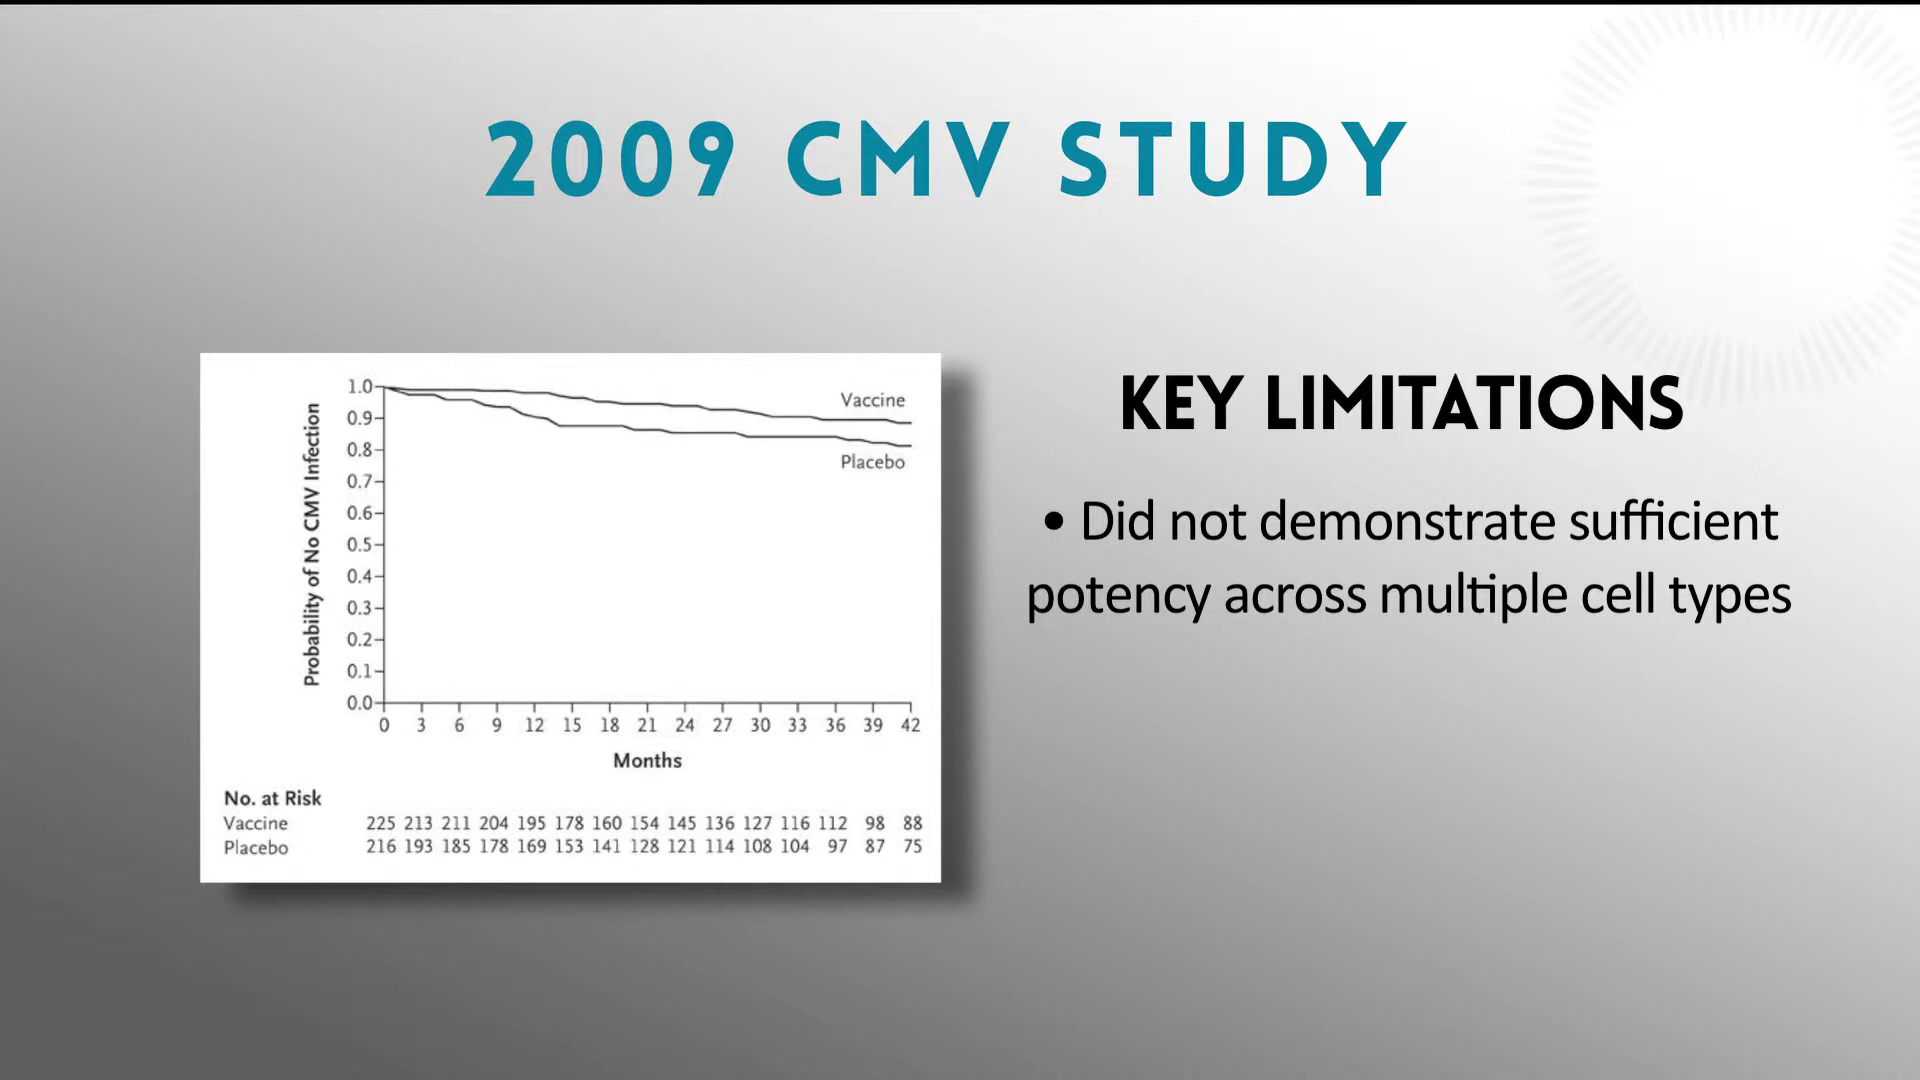 2009 CMV STUDY
1.0
0.9
0.8
0.7
0.6
0.5
0.4
0.3
0.2
0.1
0.0
Probability of No CMV Infection
Vaccine
Placebo
0 3 6 9 12 15 18 21 24 27 30 33 36 39 42
Months
No. at Risk
Vaccine 225 213 211 204 195 178 160 154 145 136 127 116 112 98 88
Placebo 216 193 185 178 169 153 141 128 121 114 108 104 97 87 75
KEY LIMITATIONS
• Did not demonstrate sufficient
potency across multiple cell types